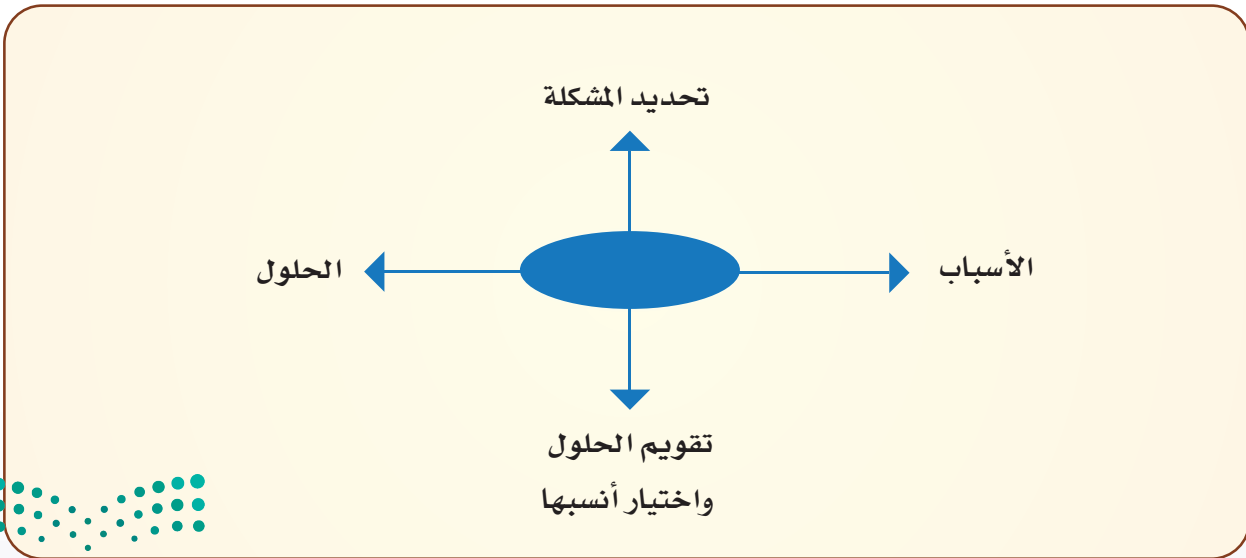 تحديد المشكلة
الأسباب
الحلول
تقويم الحلول
واختيار أنسبها